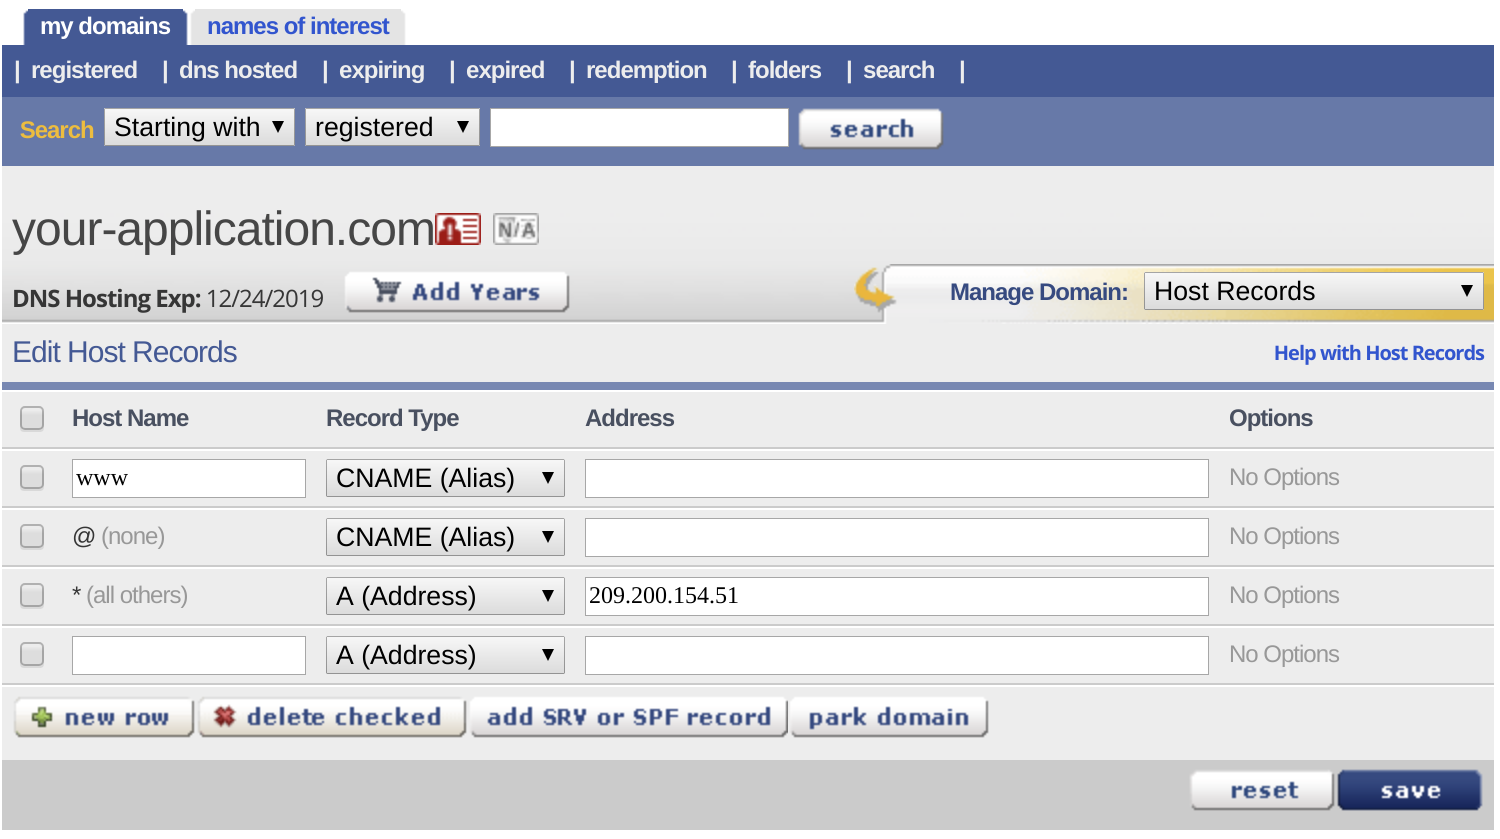 my domains names of interest
| registered | dns hosted | expiring | expired | redemption | folders | search |
Search Starting with registered search
your-application.com N/A
DNS Hosting Exp: 12/24/2019 Add Years Manage Domain: Host Records
Edit Host Records Help with Host Records
Host Name Record Type Address Options
www CNAME (Alias) No Options
@ (none) CNAME (Alias) No Options
* (all others) A (Address) 209.200.154.51 No Options
A (Address) No Options
new row delete checked add SRV or SPF record park domain
reset save